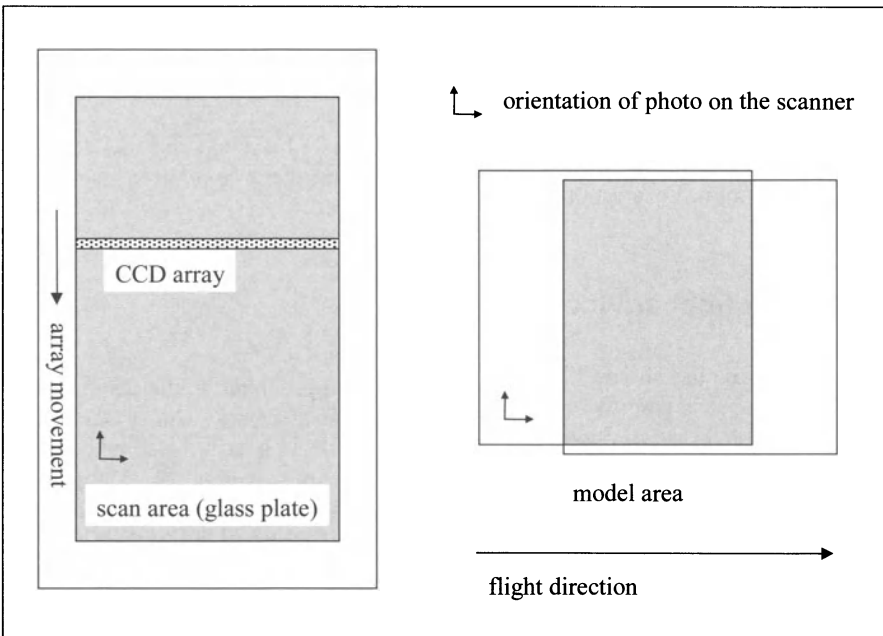 CCD array
array movement
scan area (glass plate)
orientation of photo on the scanner
model area
flight direction